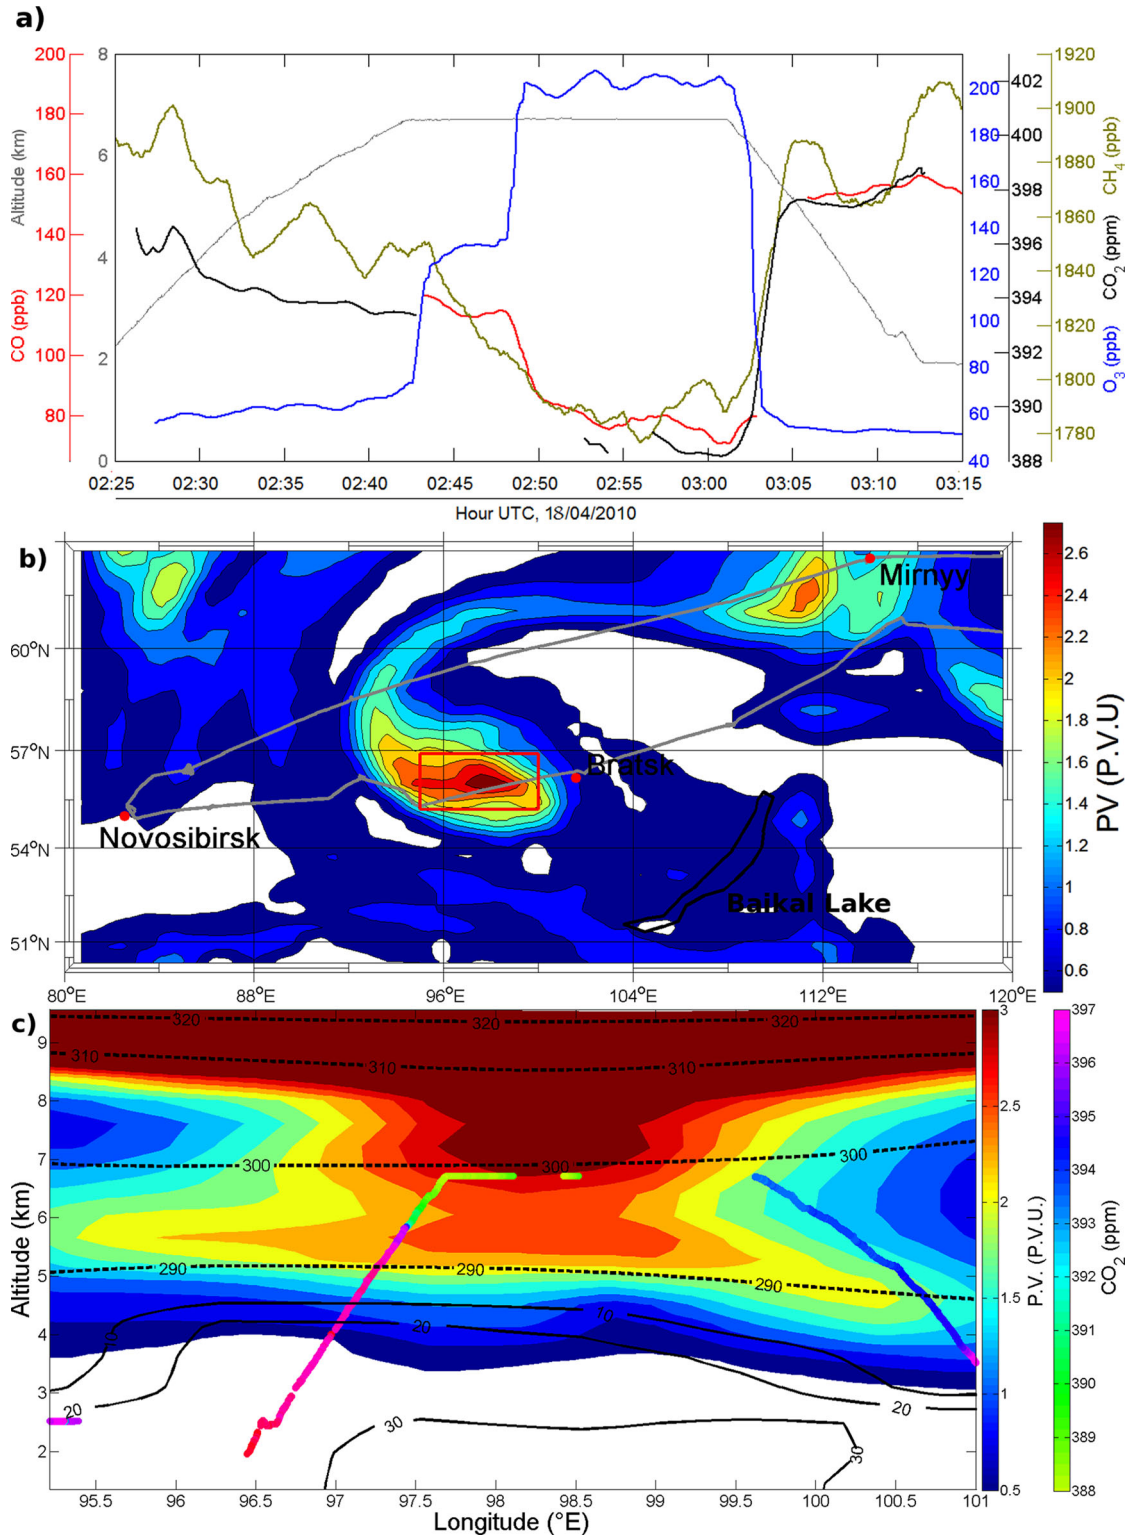 a)
200
180
160
140
120
100
80
CO (ppb)
8
6
4
2
0
Altitude (km)
200
180
160
140
120
100
80
60
40
O3 (ppb)
402
400
398
396
394
392
390
388
CO2 (ppm)
1920
1900
1880
1860
1840
1820
1800
1780
CH4 (ppb)
02:25 02:30 02:35 02:40 02:45 02:50 02:55 03:00 03:05 03:10 03:15
Hour UTC, 18/04/2010
b)
60°N
57°N
54°N
51°N
Mirnyy
Bratsk
Novosibirsk
Baikal Lake
80°E 88°E 96°E 104°E 112°E 120°E
2.6
2.4
2.2
2
1.8
1.6
1.4
1.2
1
0.8
0.6
PV (P.V.U)
c)
9
8
7
6
5
4
3
2
Altitude (km)
320 320 320
310 310 310
300 300 300
290 290 290
10 10
20
20 20
30 30
95.5 96 96.5 97 97.5 98 98.5 99 99.5 100 100.5 101
Longitude (°E)
3
2.5
2
1.5
1
0.5
P.V. (P.V.U.)
397
396
395
394
393
392
391
390
389
388
CO2 (ppm)